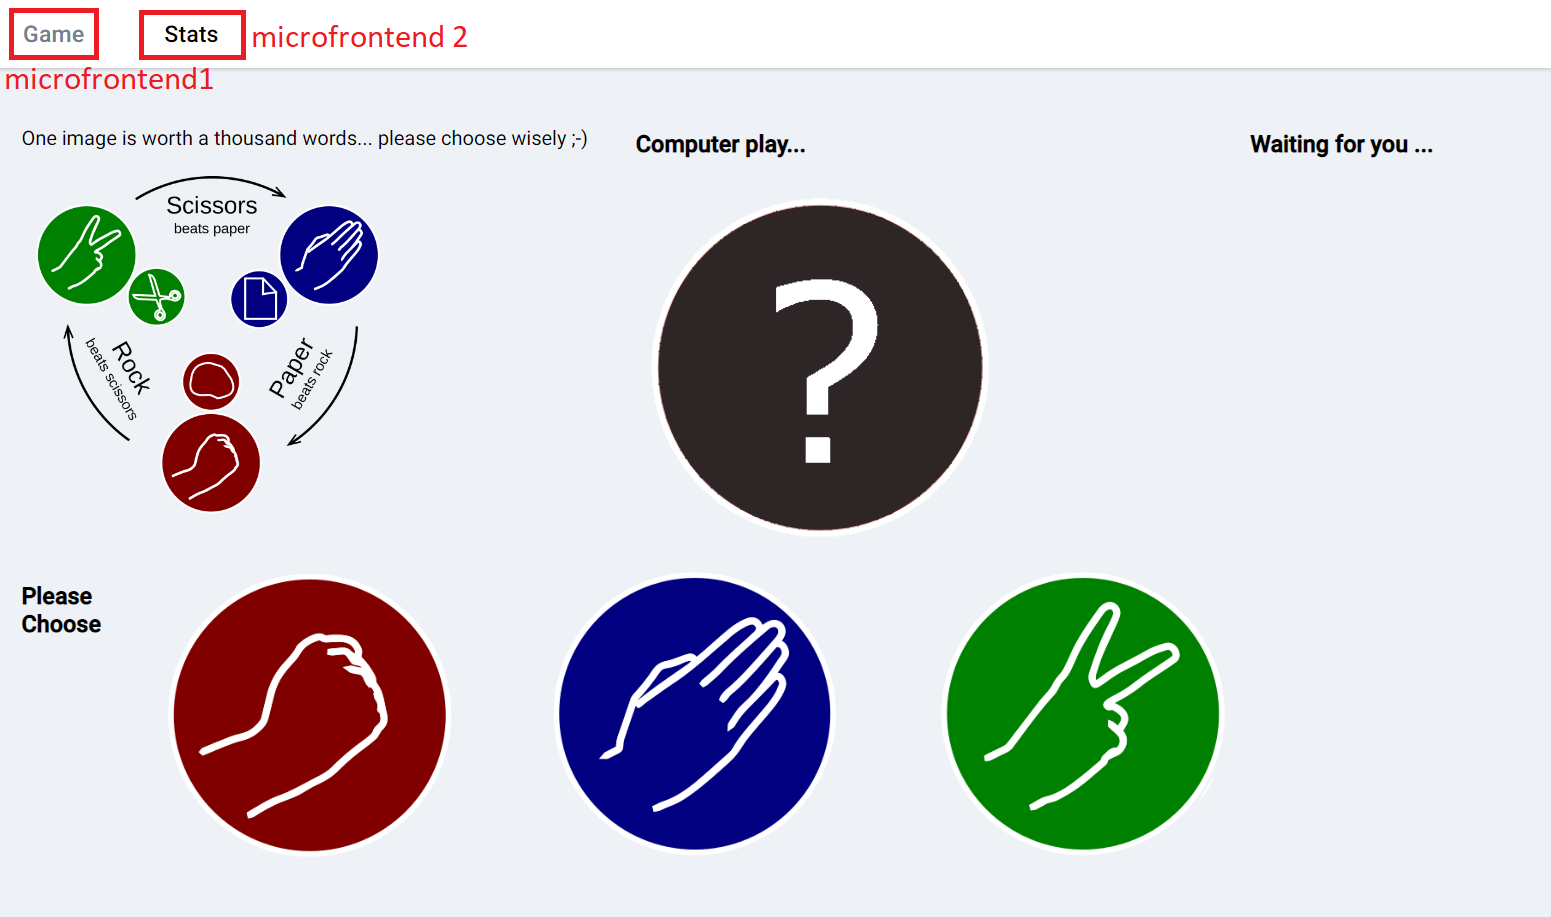 Game
Stats
microfrontend 2
microfrontend1
One image is worth a thousand words... please choose wisely ;-)
Computer play...
Waiting for you ...
Scissors
beats paper
Rock
beats scissors
Paper
beats rock
?
Please
Choose